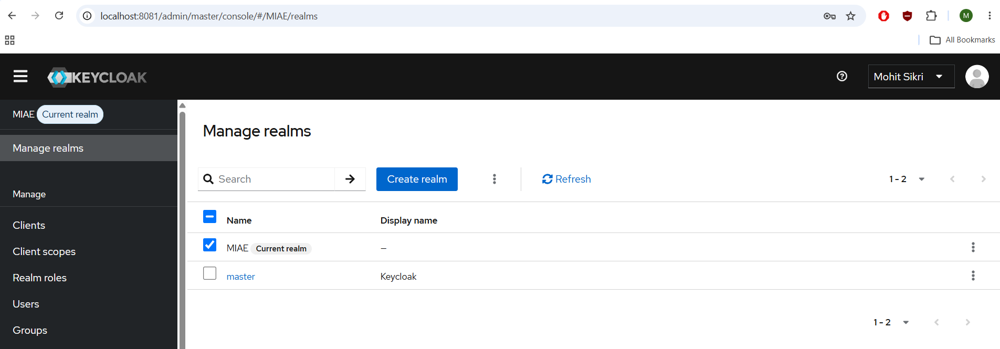 localhost:8081/admin/master/console/#/MIAE/realms
M
All Bookmarks
KEYCLOAK
Mohit Sikri
MIAE Current realm
Manage realms
Manage
Clients
Client scopes
Realm roles
Users
Groups
Manage realms
Search
Create realm
Refresh
1 - 2
Name Display name
MIAE Current realm –
master Keycloak
1 - 2